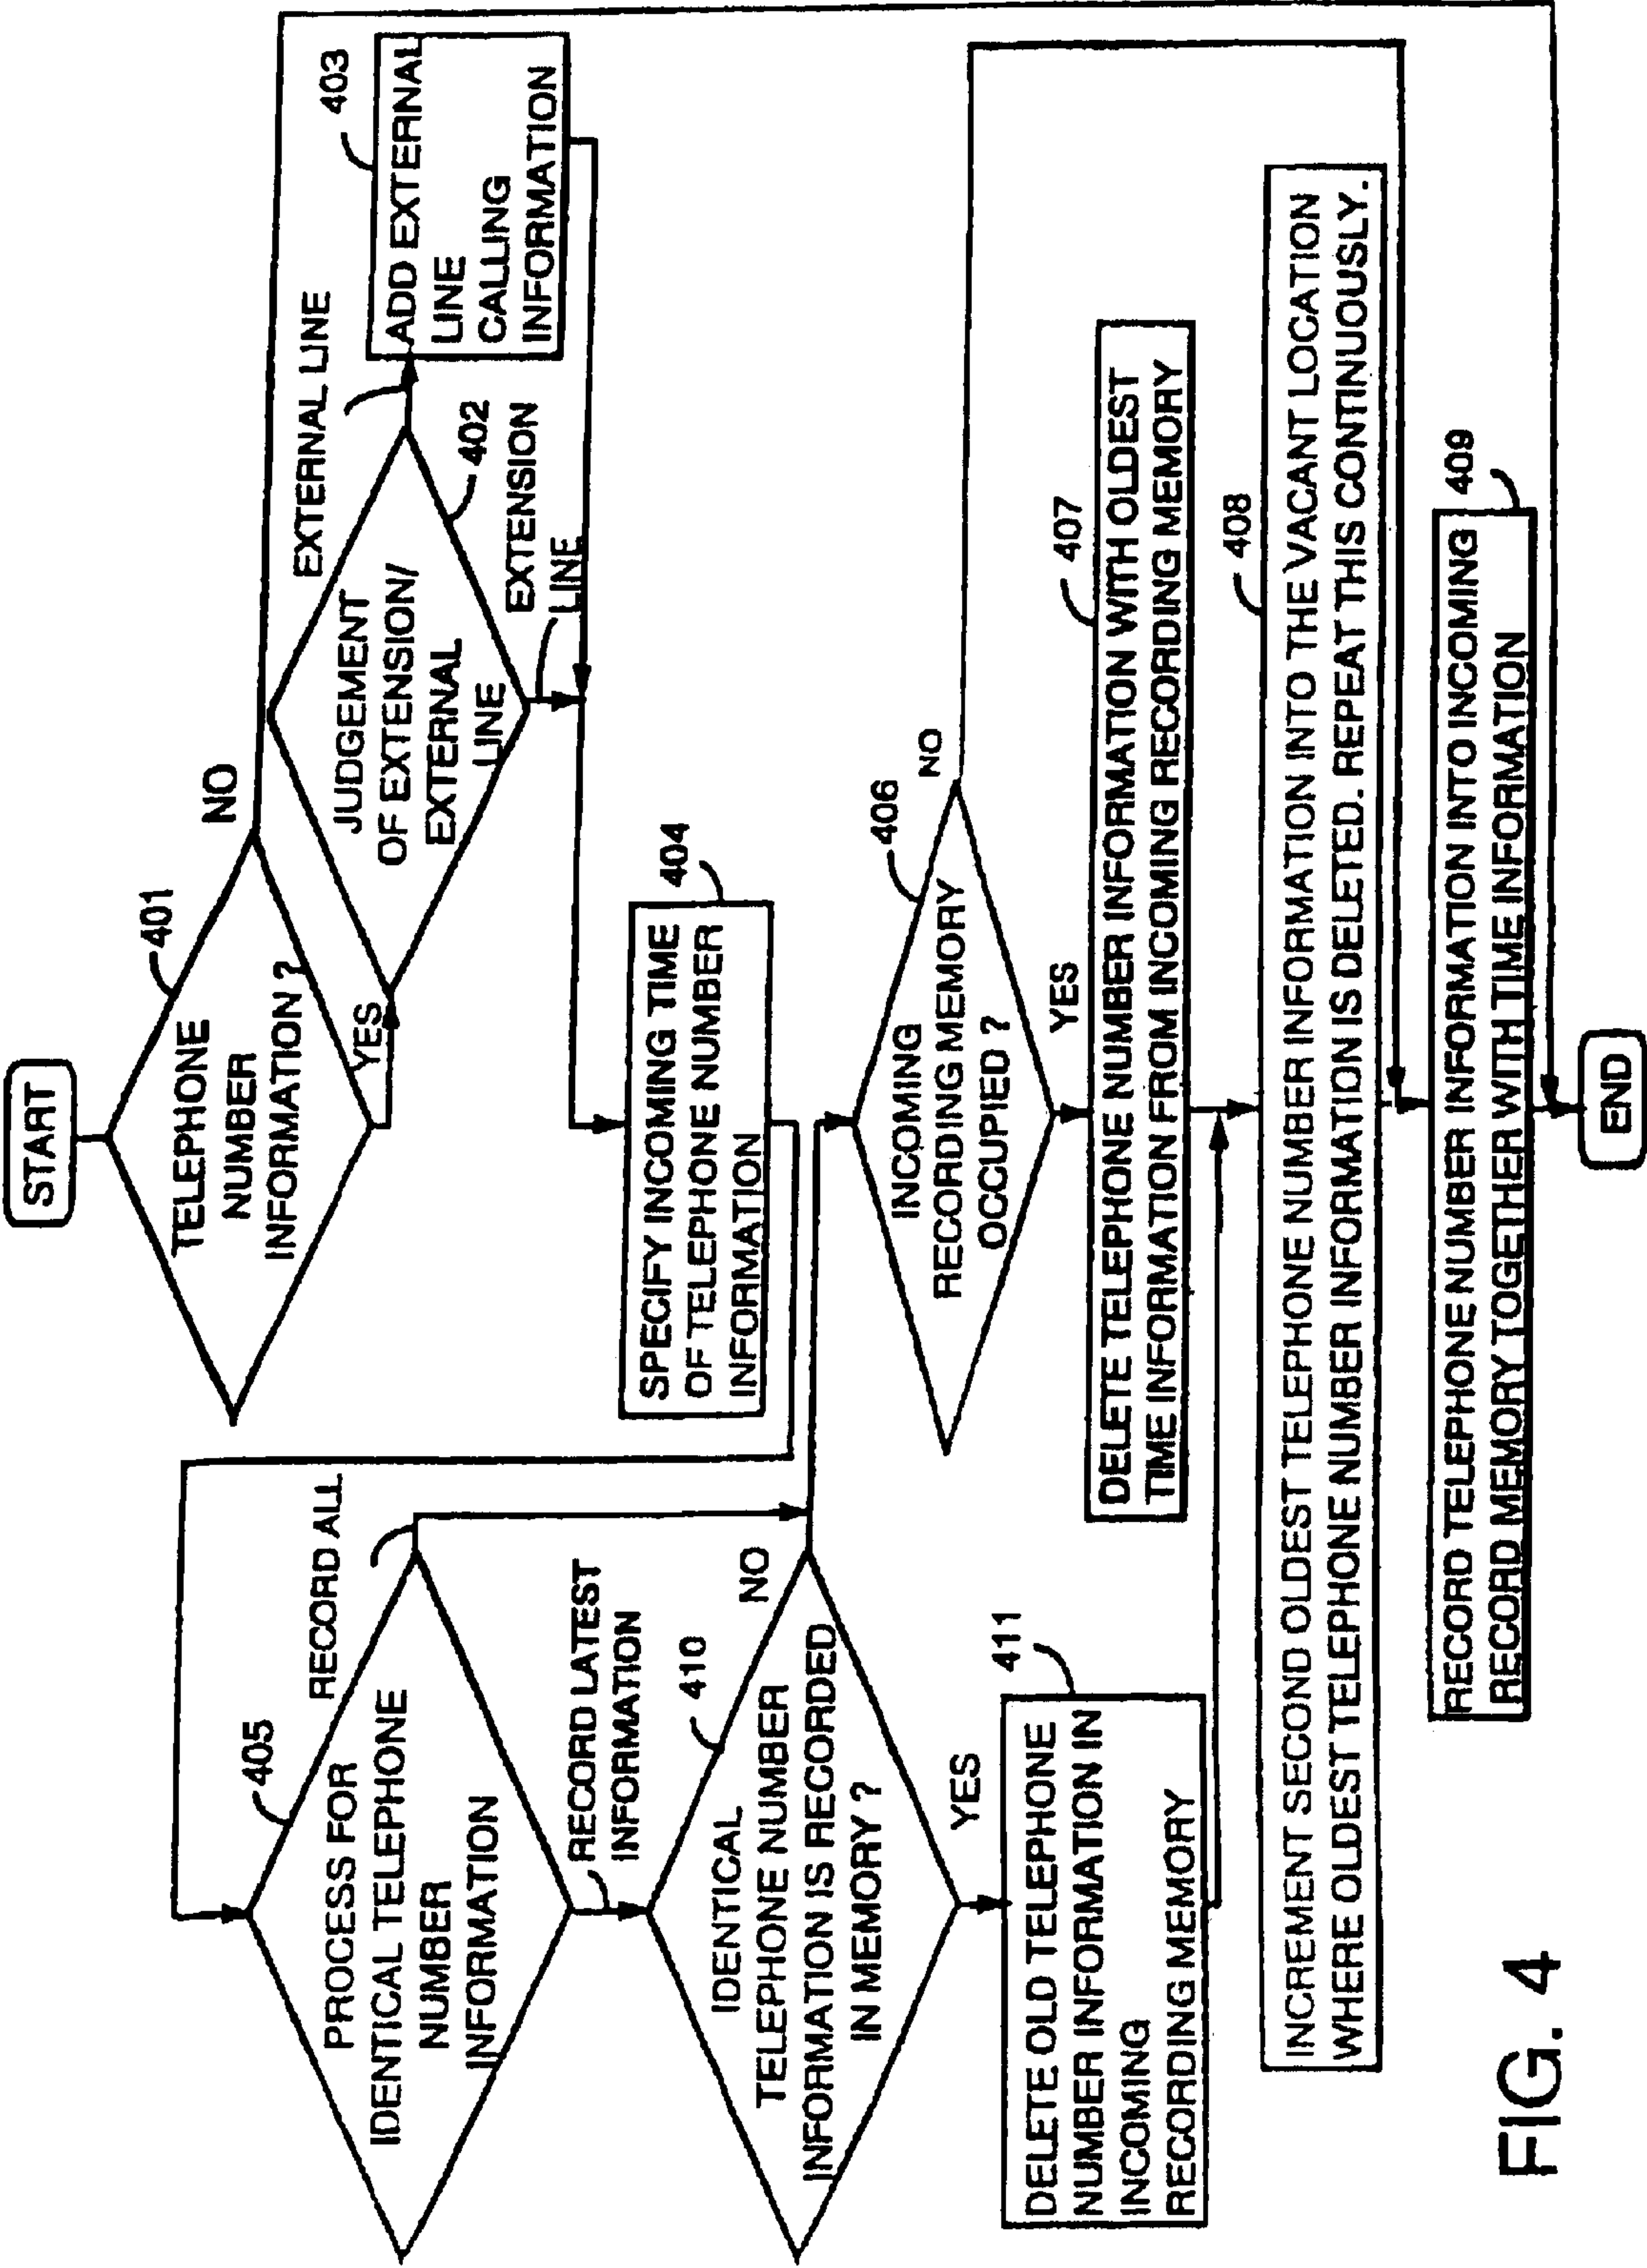 START
401
TELEPHONE
NUMBER
INFORMATION ?
NO
YES
JUDGEMENT
OF EXTENSION/
EXTERNAL
LINE
402
EXTERNAL LINE
EXTENSION
LINE
403
ADD EXTERNAL
LINE
CALLING
INFORMATION
404
SPECIFY INCOMING TIME
OF TELEPHONE NUMBER
INFORMATION
405
PROCESS FOR
IDENTICAL TELEPHONE
NUMBER
INFORMATION
RECORD ALL
RECORD LATEST
INFORMATION
410
IDENTICAL
TELEPHONE NUMBER
INFORMATION IS RECORDED
IN MEMORY ?
NO
YES
411
DELETE OLD TELEPHONE
NUMBER INFORMATION IN
INCOMING
RECORDING MEMORY
406
INCOMING
RECORDING MEMORY
OCCUPIED ?
NO
YES
407
DELETE TELEPHONE NUMBER INFORMATION WITH OLDEST
TIME INFORMATION FROM INCOMING RECORDING MEMORY
408
INCREMENT SECOND OLDEST TELEPHONE NUMBER INFORMATION INTO THE VACANT LOCATION
WHERE OLDEST TELEPHONE NUMBER INFORMATION IS DELETED. REPEAT THIS CONTINUOUSLY.
409
RECORD TELEPHONE NUMBER INFORMATION INTO INCOMING
RECORD MEMORY TOGETHER WITH TIME INFORMATION
END
FIG. 4